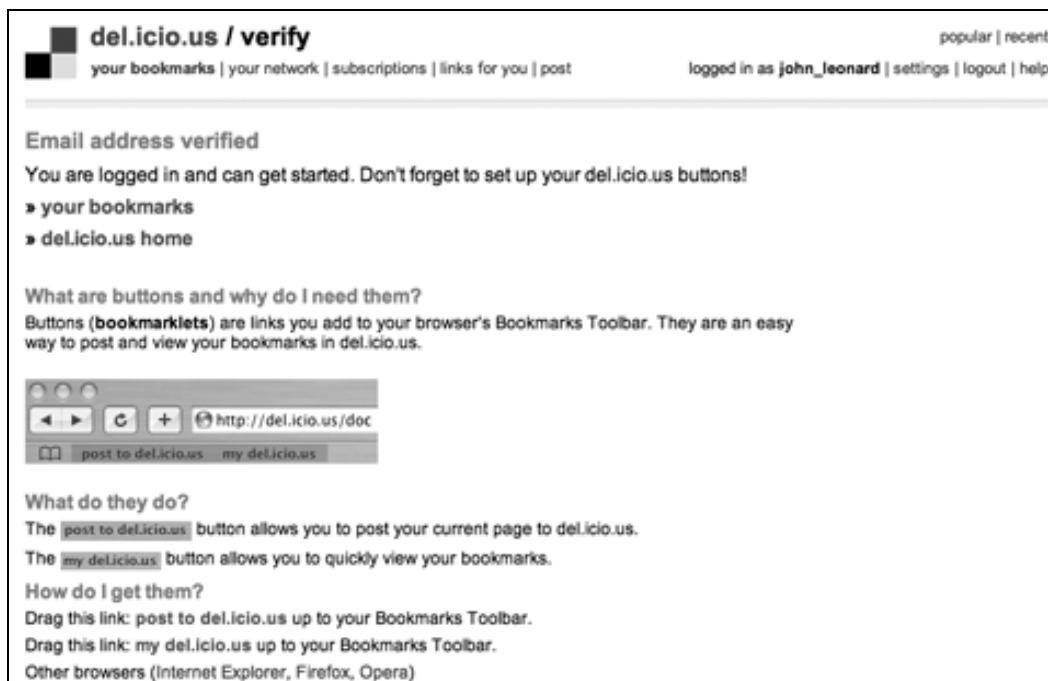 del.icio.us / verify
popular | recent
your bookmarks | your network | subscriptions | links for you | post
logged in as john_leonard | settings | logout | help
Email address verified
You are logged in and can get started. Don't forget to set up your del.icio.us buttons!
» your bookmarks
» del.icio.us home
What are buttons and why do I need them?
Buttons (bookmarklets) are links you add to your browser's Bookmarks Toolbar. They are an easy
way to post and view your bookmarks in del.icio.us.
http://del.icio.us/doc
post to del.icio.us my del.icio.us
What do they do?
The post to del.icio.us button allows you to post your current page to del.icio.us.
The my del.icio.us button allows you to quickly view your bookmarks.
How do I get them?
Drag this link: post to del.icio.us up to your Bookmarks Toolbar.
Drag this link: my del.icio.us up to your Bookmarks Toolbar.
Other browsers (Internet Explorer, Firefox, Opera)